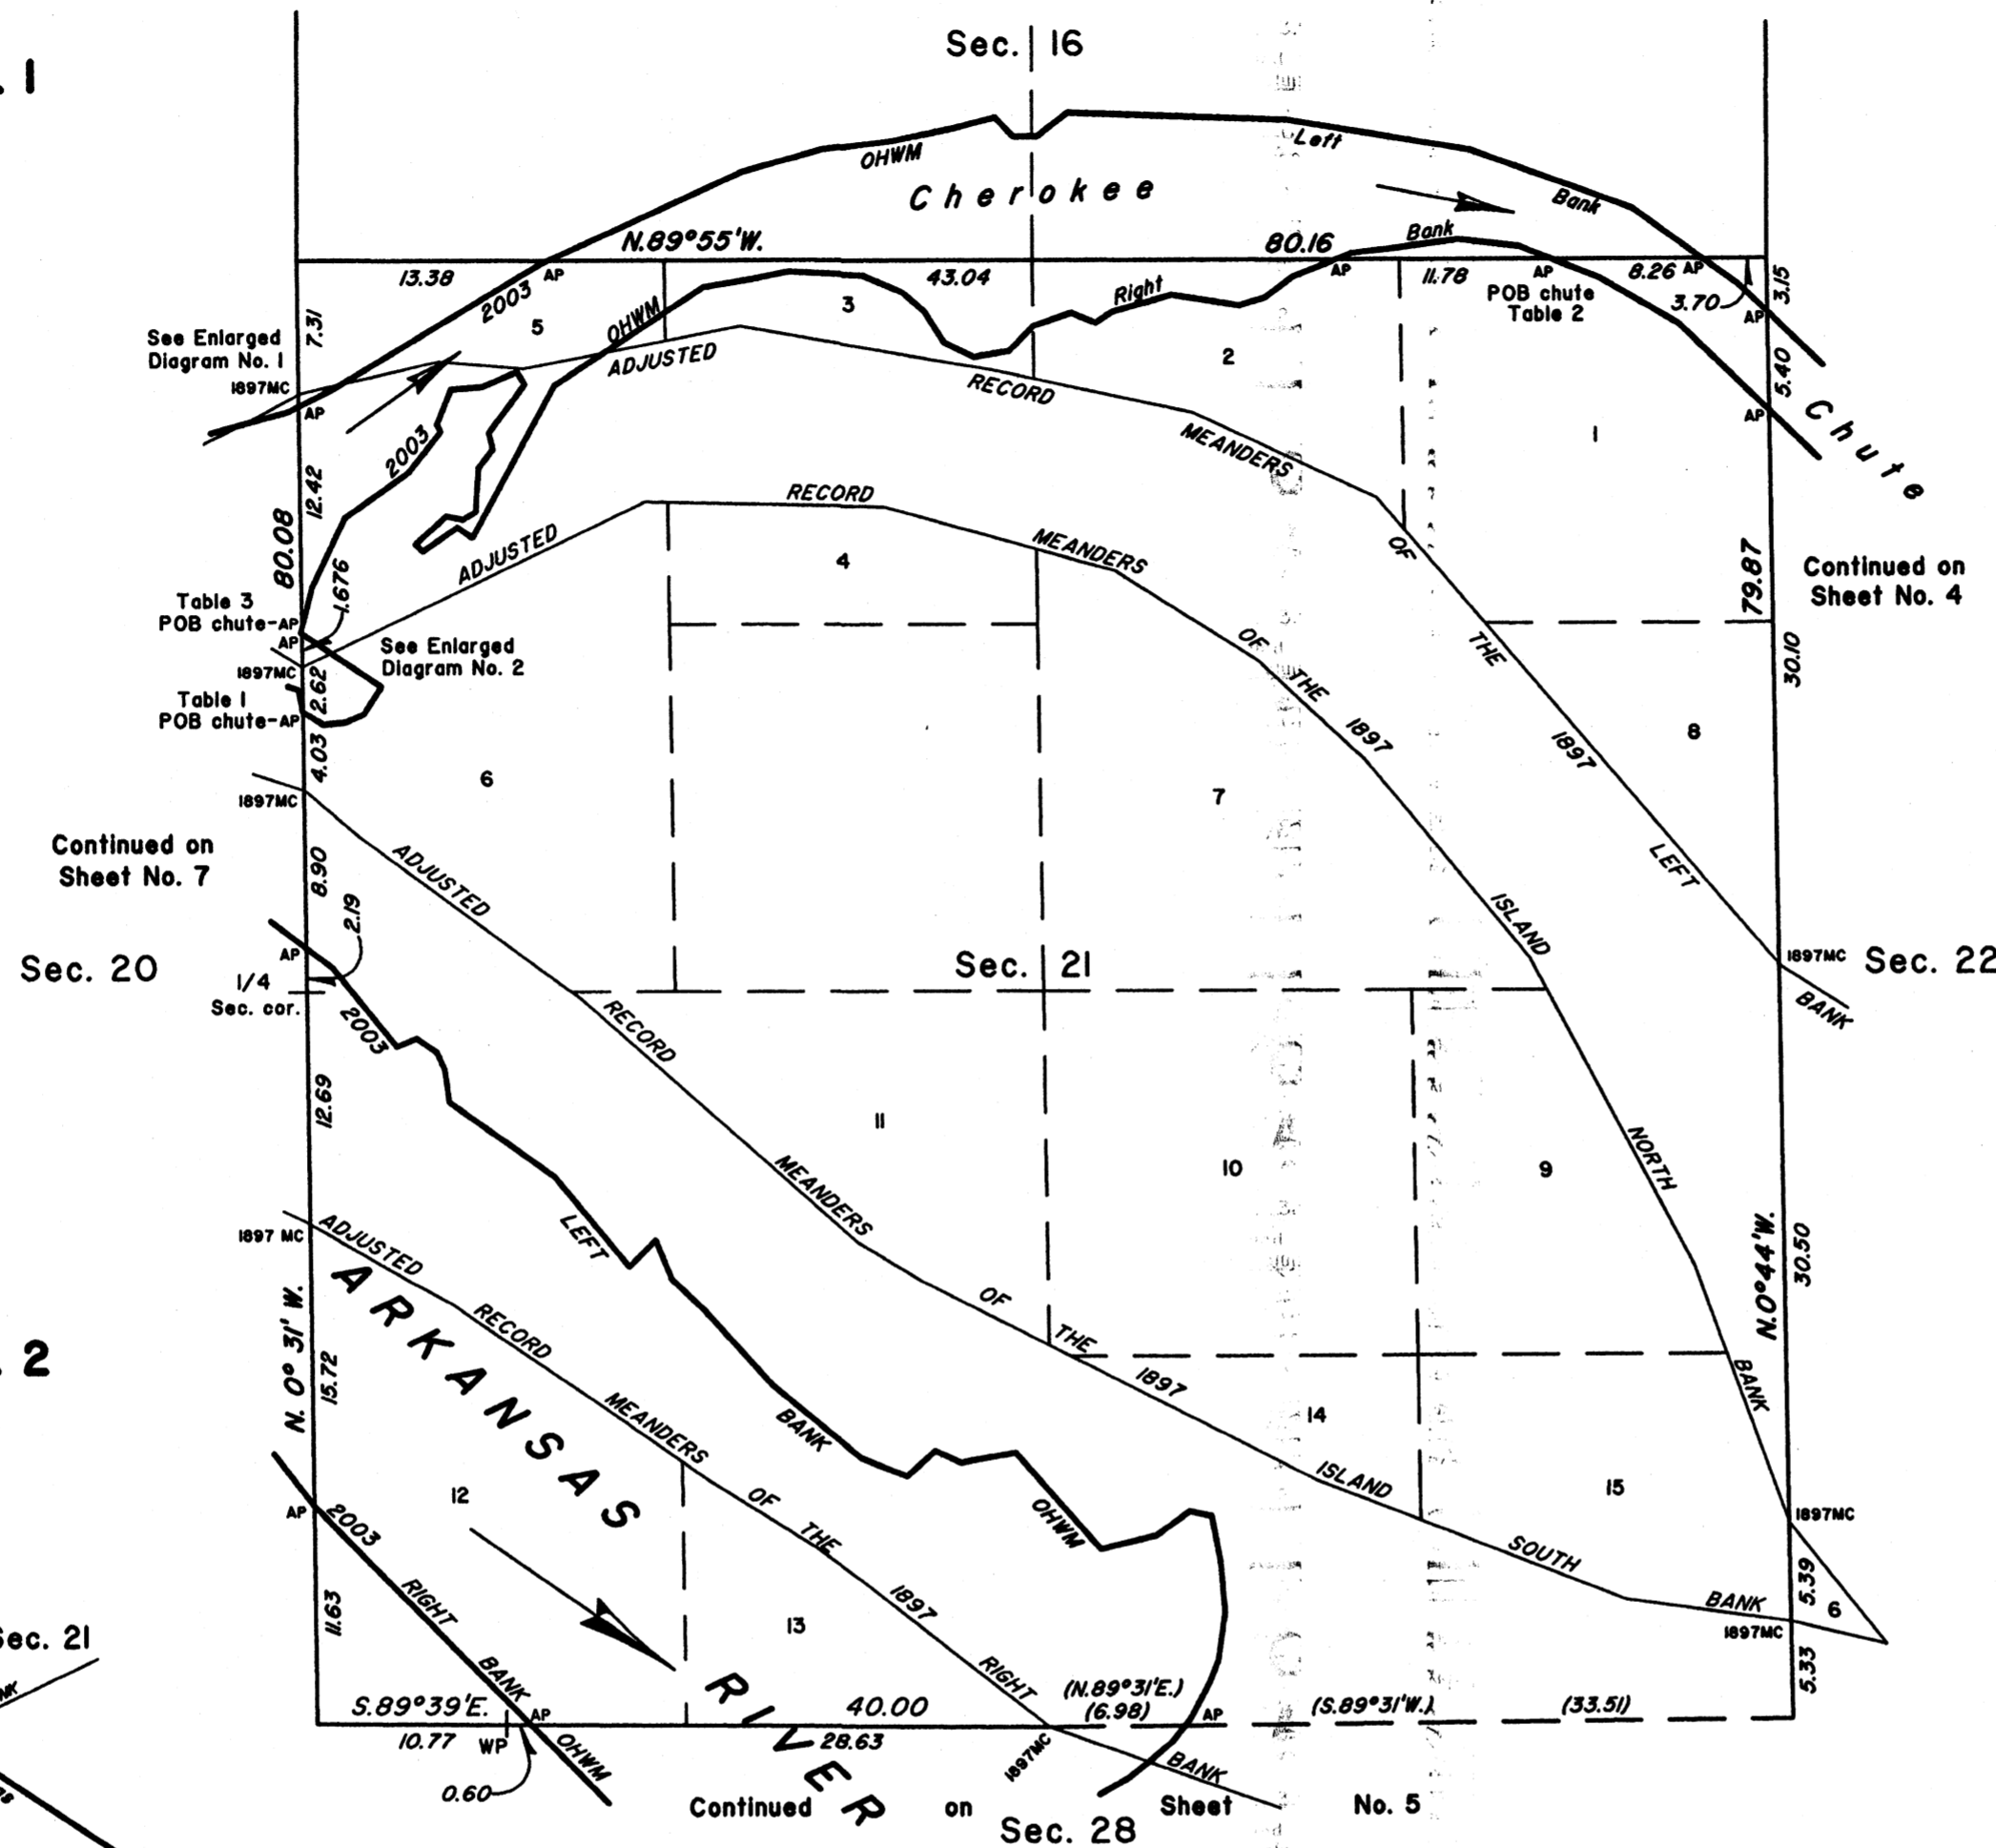 . 1
Sec. 16
OHWM
Left
Bank
Cherokee
N.89°55'W.
80.16
Bank
13.38
AP
43.04
AP
11.78
AP
8.26 AP
3.15
POB chute
Table 2
3.70
AP
2003
5
OHWM
3
Right
2
1
7.31
See Enlarged
Diagram No. 1
1897MC
AP
ADJUSTED
RECORD
MEANDERS
OF
THE
1897
LEFT
BANK
5.40
AP
Chute
2003
12.42
80.08
1.676
ADJUSTED
RECORD
MEANDERS
OF THE
1897
ISLAND
NORTH
BANK
4
79.87
Continued on
Sheet No. 4
Table 3
POB chute-AP
AP
See Enlarged
Diagram No. 2
1897MC
2.62
Table 1
POB chute-AP
30.10
4.03
6
7
8
1897MC
Continued on
Sheet No. 7
8.90
2.19
ADJUSTED
RECORD
MEANDERS
OF
THE
1897
ISLAND
SOUTH
BANK
Sec. 20
AP
1/4
Sec. cor.
Sec. 21
1897MC
Sec. 22
2003
LEFT
BANK
OHWM
12.69
11
10
9
1897 MC
ADJUSTED
RECORD
MEANDERS
OF
THE
1897
RIGHT
BANK
ARKANSAS
RIVER
N.0°44'W.
30.50
. 2
N. 0° 31' W.
15.72
14
15
12
AP
2003
RIGHT
BANK
OHWM
1897MC
5.39
6
1897MC
11.63
13
5.33
Sec. 21
S.89°39'E.
AP
40.00
(N.89°31'E.)
(6.98)
AP
(S.89°31'W.)
(33.51)
10.77
WP
28.63
1897MC
0.60
Continued on Sheet No. 5
Sec. 28